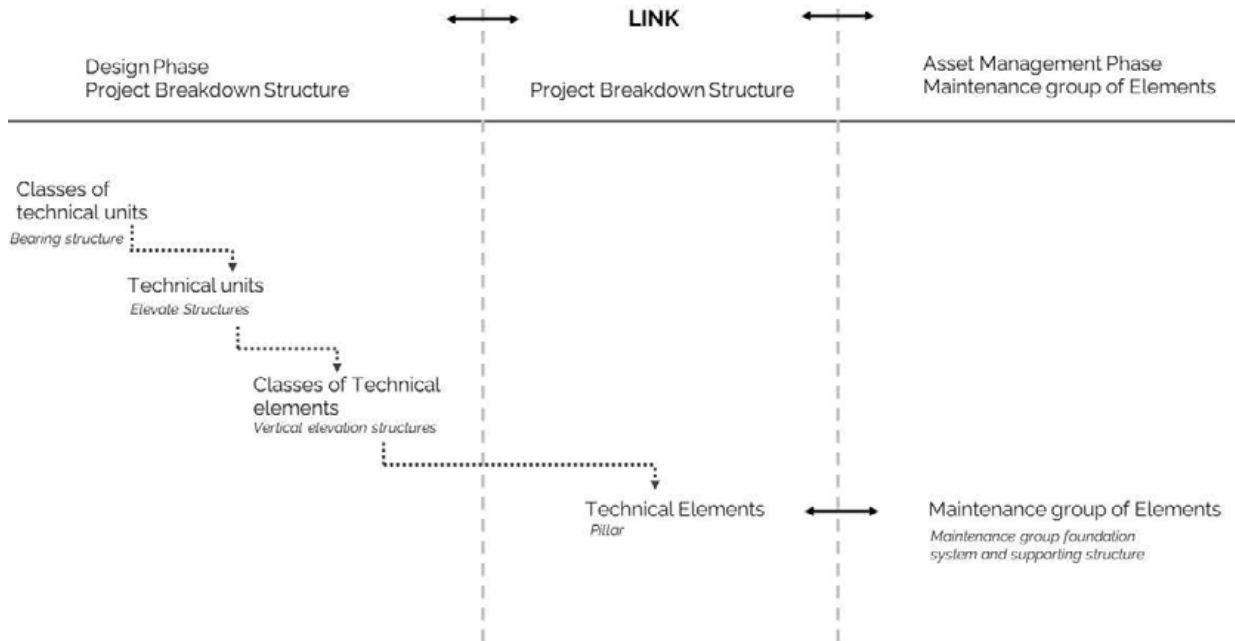 LINK
Design Phase
Project Breakdown Structure
Project Breakdown Structure
Asset Management Phase
Maintenance group of Elements
Classes of
technical units
Bearing structure
Technical units
Elevate Structures
Classes of Technical
elements
Vertical elevation structures
Technical Elements
Pillar
Maintenance group of Elements
Maintenance group foundation
system and supporting structure